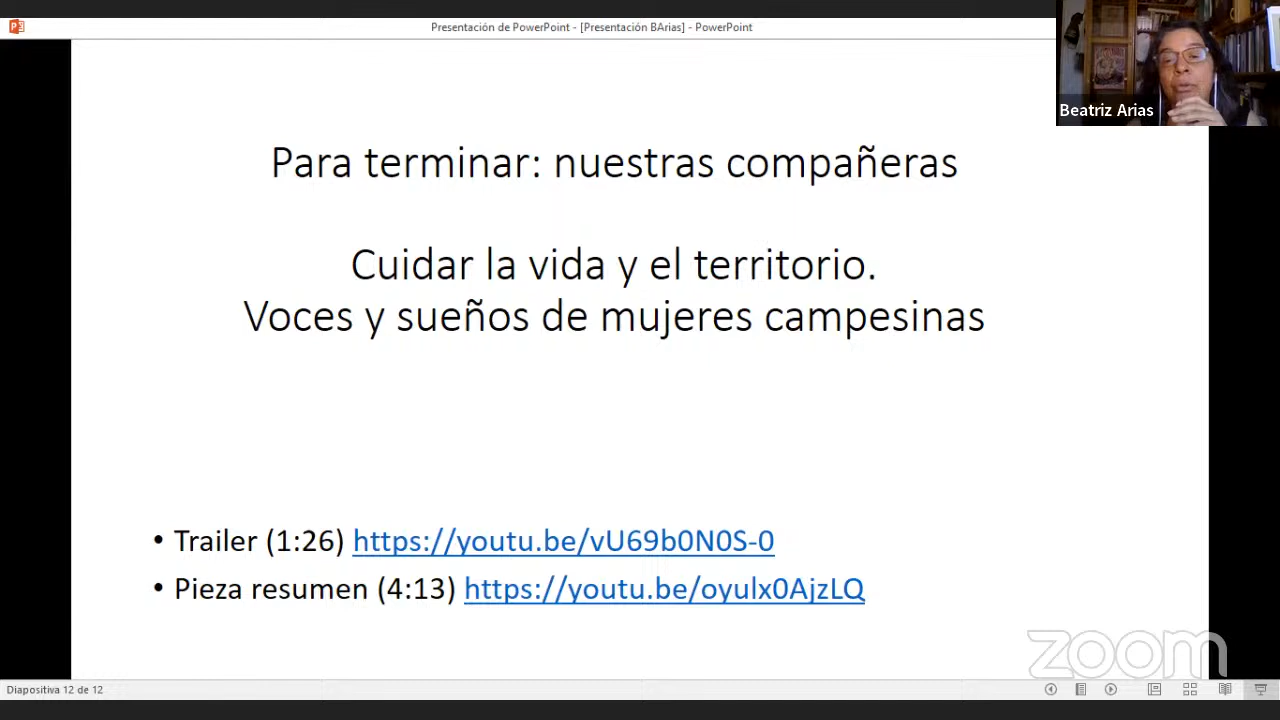 Presentación de PowerPoint - [Presentación BArias] - PowerPoint
Beatriz Arias
Para terminar: nuestras compañeras
Cuidar la vida y el territorio.
Voces y sueños de mujeres campesinas
• Trailer (1:26) https://youtu.be/vU69b0N0S-0
• Pieza resumen (4:13) https://youtu.be/oyulx0AjzLQ
zoom
Diapositiva 12 de 12